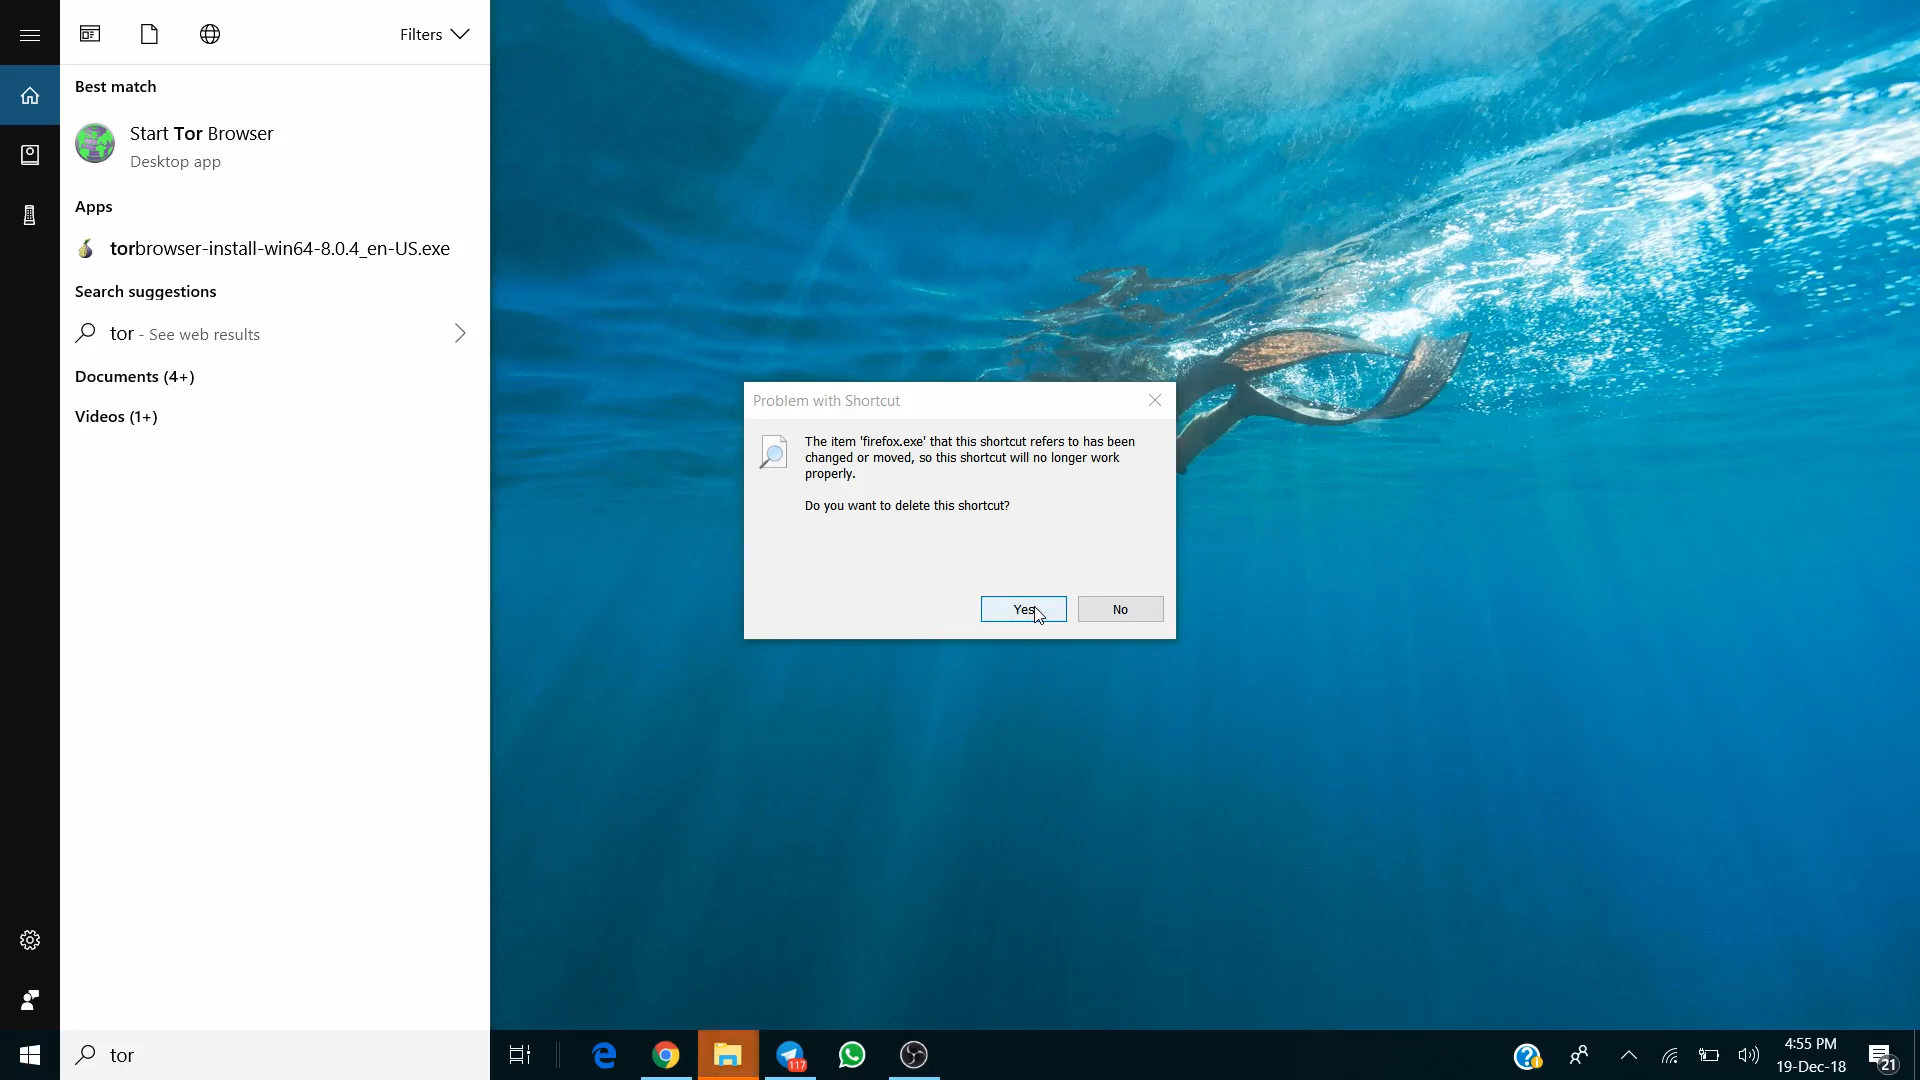 Filters
Best match
Start Tor Browser
Desktop app
Apps
torbrowser-install-win64-8.0.4_en-US.exe
Search suggestions
tor - See web results
Documents (4+)
Videos (1+)
Problem with Shortcut
The item 'firefox.exe' that this shortcut refers to has been
changed or moved, so this shortcut will no longer work
properly.
Do you want to delete this shortcut?
Yes
No
tor
117
4:55 PM
19-Dec-18
21